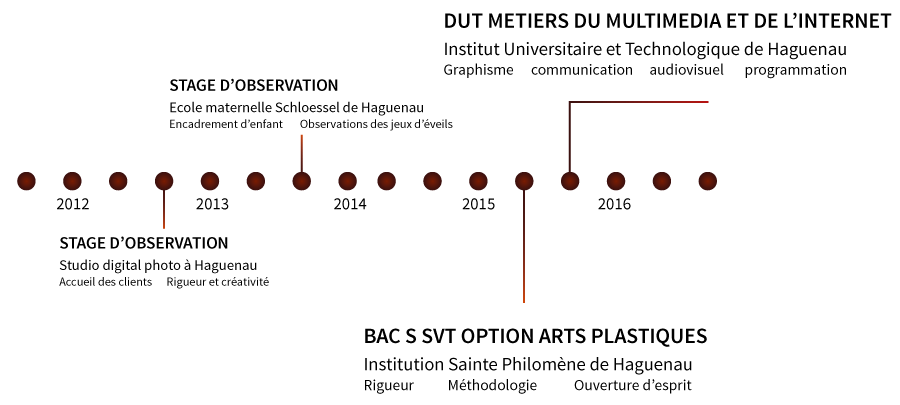 DUT METIERS DU MULTIMEDIA ET DE L’INTERNET
Institut Universitaire et Technologique de Haguenau
Graphisme communication audiovisuel programmation
STAGE D’OBSERVATION
Ecole maternelle Schloessel de Haguenau
Encadrement d’enfant Observations des jeux d’éveils
2012 2013 2014 2015 2016
STAGE D’OBSERVATION
Studio digital photo à Haguenau
Accueil des clients Rigueur et créativité
BAC S SVT OPTION ARTS PLASTIQUES
Institution Sainte Philomène de Haguenau
Rigueur Méthodologie Ouverture d’esprit